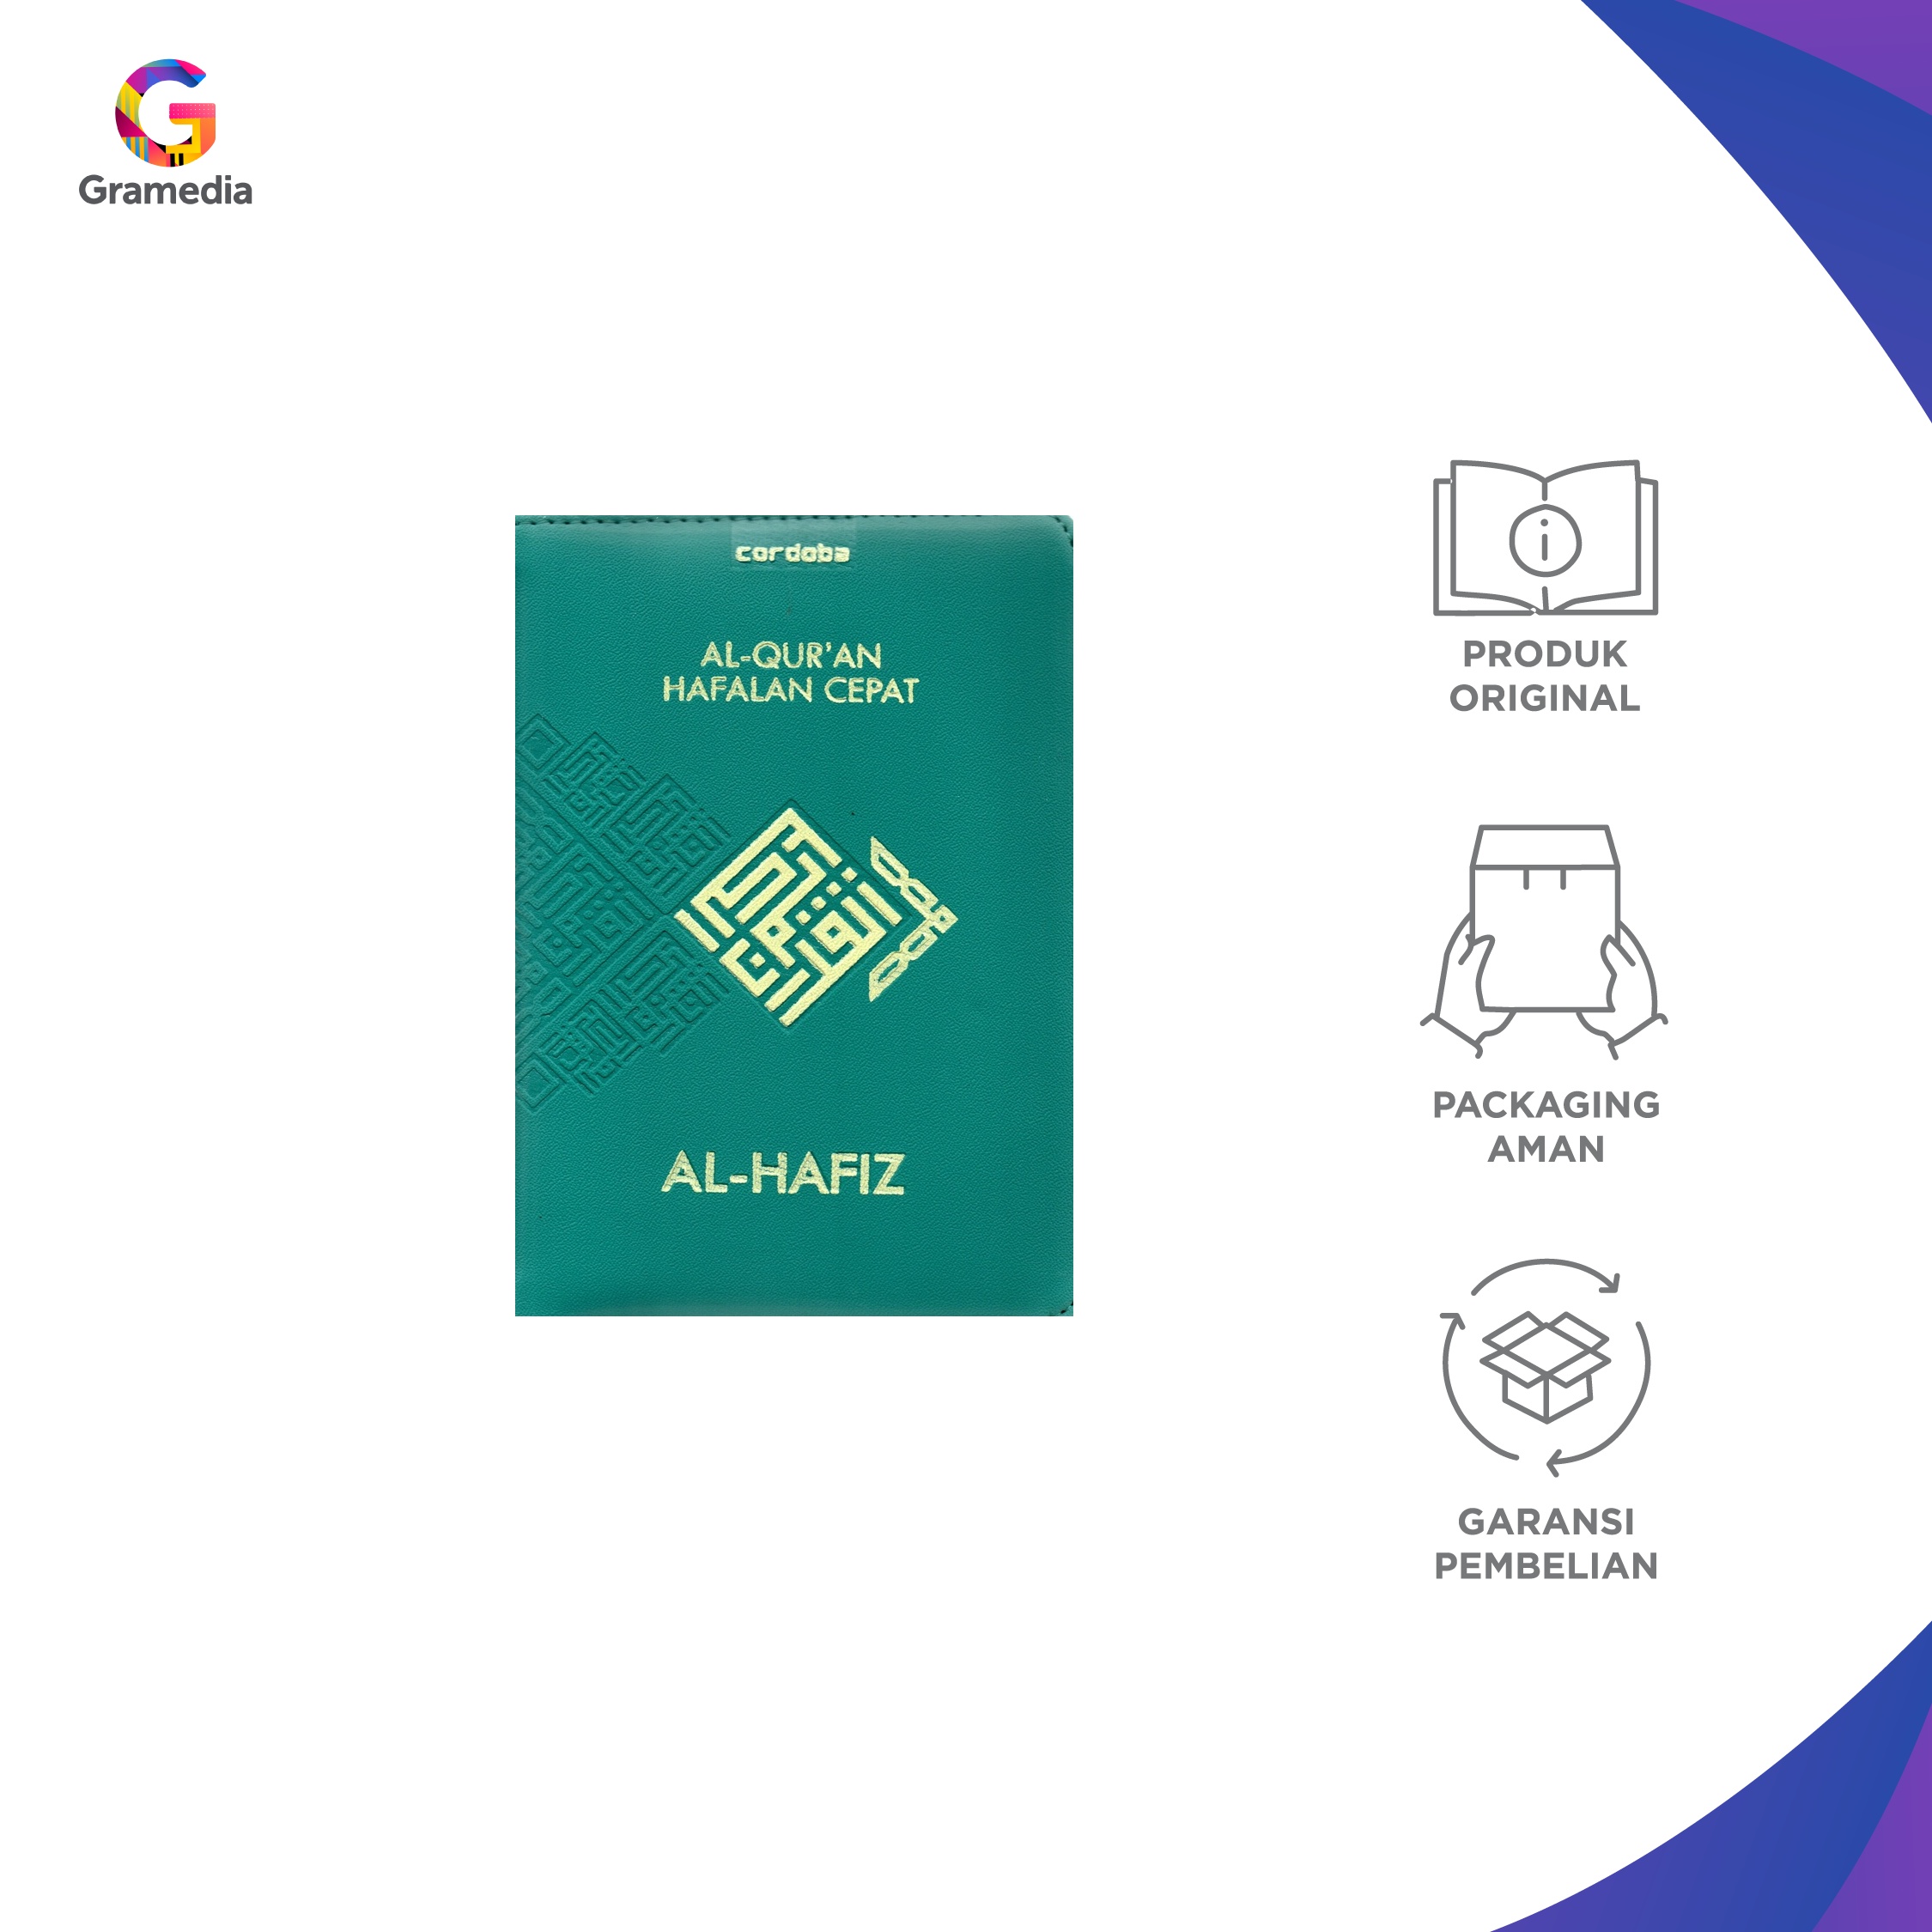 Gramedia
cordoba
AL-QUR’AN
HAFALAN CEPAT
AL-HAFIZ
PRODUK
ORIGINAL
PACKAGING
AMAN
GARANSI
PEMBELIAN